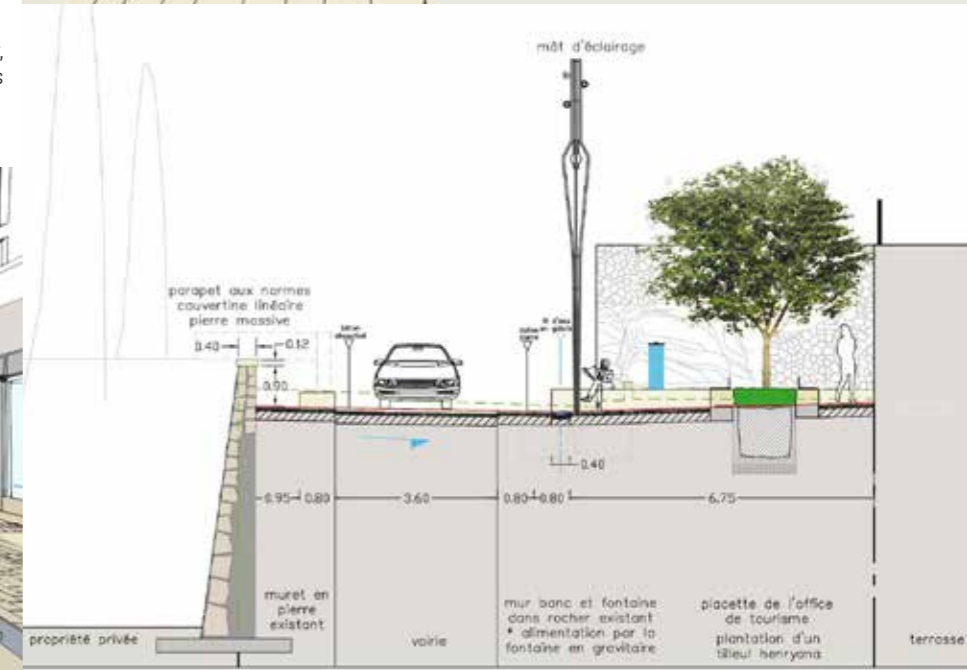 mât d'éclairage
parapet aux normes
couvertine linéaire
pierre massive
0.40
0.12
0.90
0.95
0.80
3.60
0.80
0.80
0.40
6.75
muret en
pierre
existant
mur banc et fontaine
dans rocher existant
* alimentation par la
fontaine en gravitaire
placette de l'office
de tourisme
plantation d'un
tilleul henryana
propriété privée
voirie
terrasse